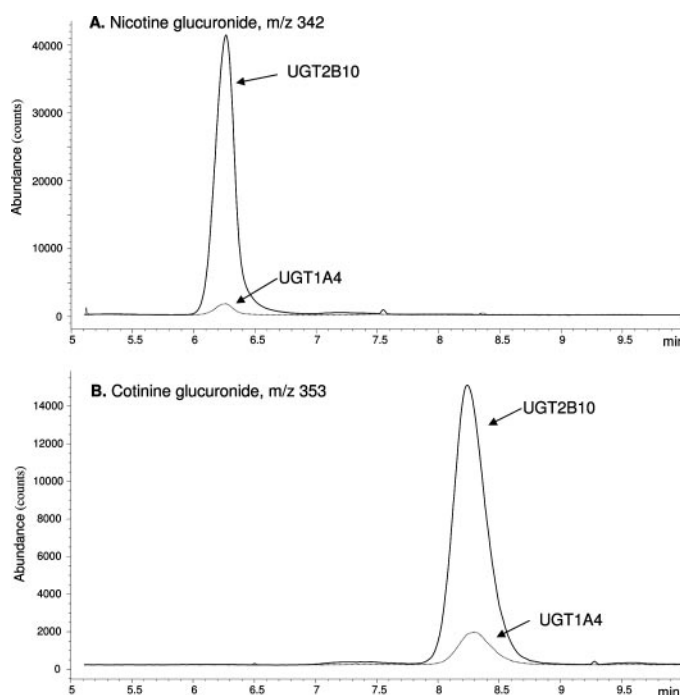 A. Nicotine glucuronide, m/z 342
40000
UGT2B10
30000
Abundance (counts)
20000
10000
UGT1A4
0
5 5.5 6 6.5 7 7.5 8 8.5 9 9.5 min
B. Cotinine glucuronide, m/z 353
14000
UGT2B10
12000
10000
Abundance (counts)
8000
6000
4000
UGT1A4
2000
0
5 5.5 6 6.5 7 7.5 8 8.5 9 9.5 min